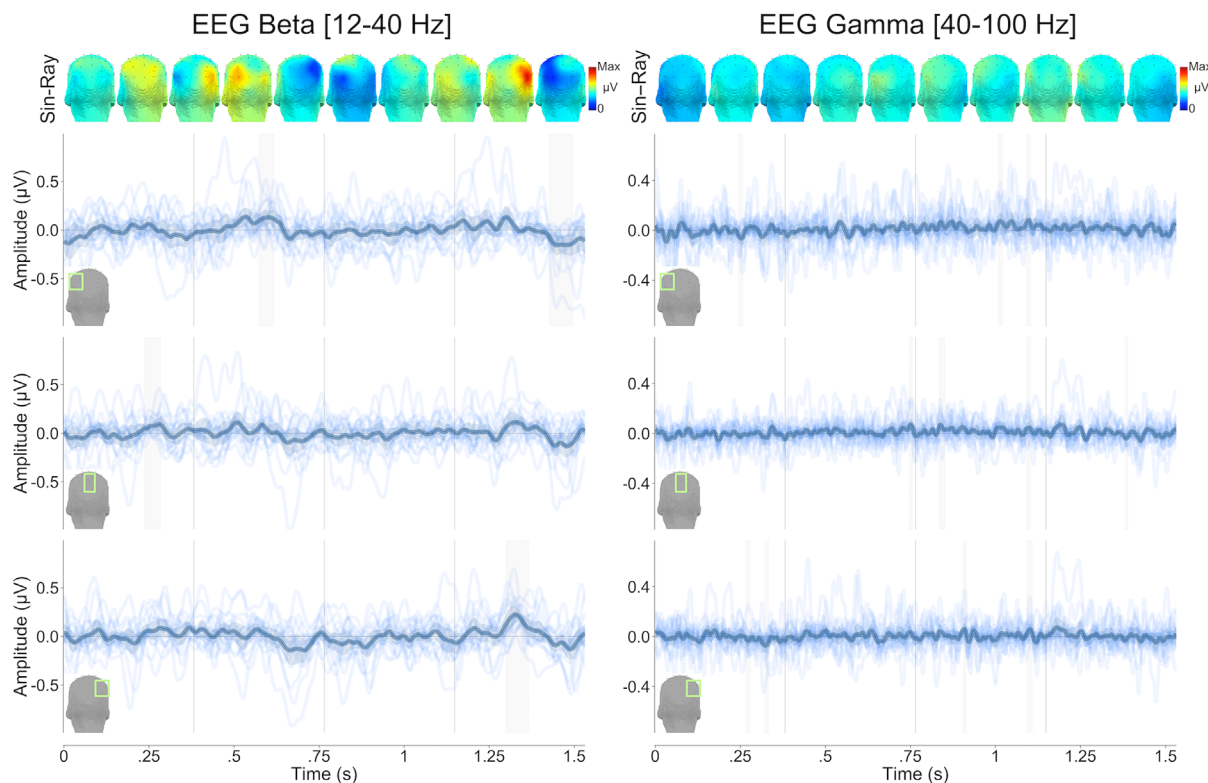 EEG Beta [12-40 Hz]
EEG Gamma [40-100 Hz]
Sin-Ray
Max
µV
0
Sin–Ray
Max
µV
0
Amplitude (µV)
0.5
0.0
-0.5
0.4
0.0
-0.4
Amplitude (µV)
0.5
0.0
-0.5
0.4
0.0
-0.4
Amplitude (µV)
0.5
0.0
-0.5
0.4
0.0
-0.4
0 .25 0.5 .75 1 1.25 1.5
Time (s)
0 .25 0.5 .75 1 1.25 1.5
Time (s)